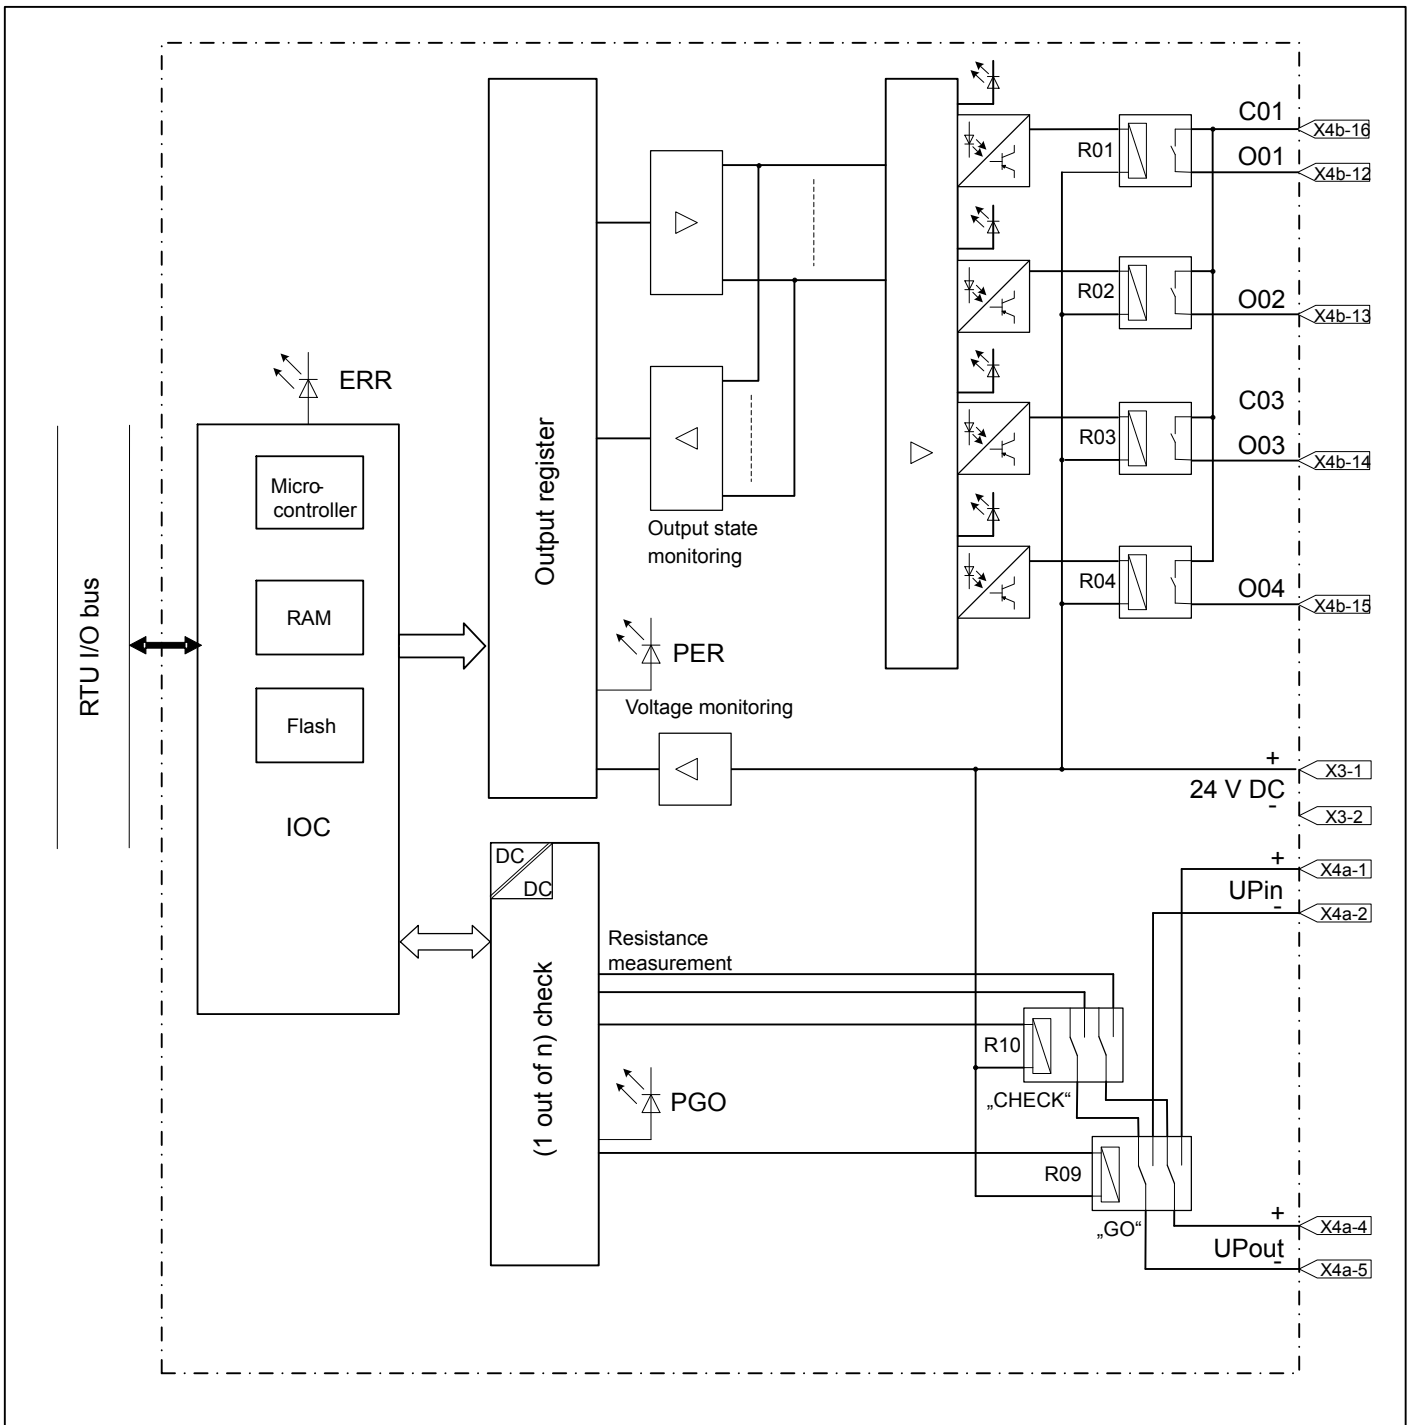 C01
X4b-16
R01
O01
X4b-12
R02
O02
X4b-13
ERR
C03
R03
O03
X4b-14
Micro-
controller
Output register
Output state
monitoring
R04
O04
X4b-15
RTU I/O bus
RAM
PER
Flash
Voltage monitoring
IOC
+
24 V DC
-
X3-1
X3-2
DC
DC
+
UPin
-
X4a-1
X4a-2
Resistance
measurement
(1 out of n) check
R10
„CHECK“
PGO
R09
„GO“
+
UPout
-
X4a-4
X4a-5